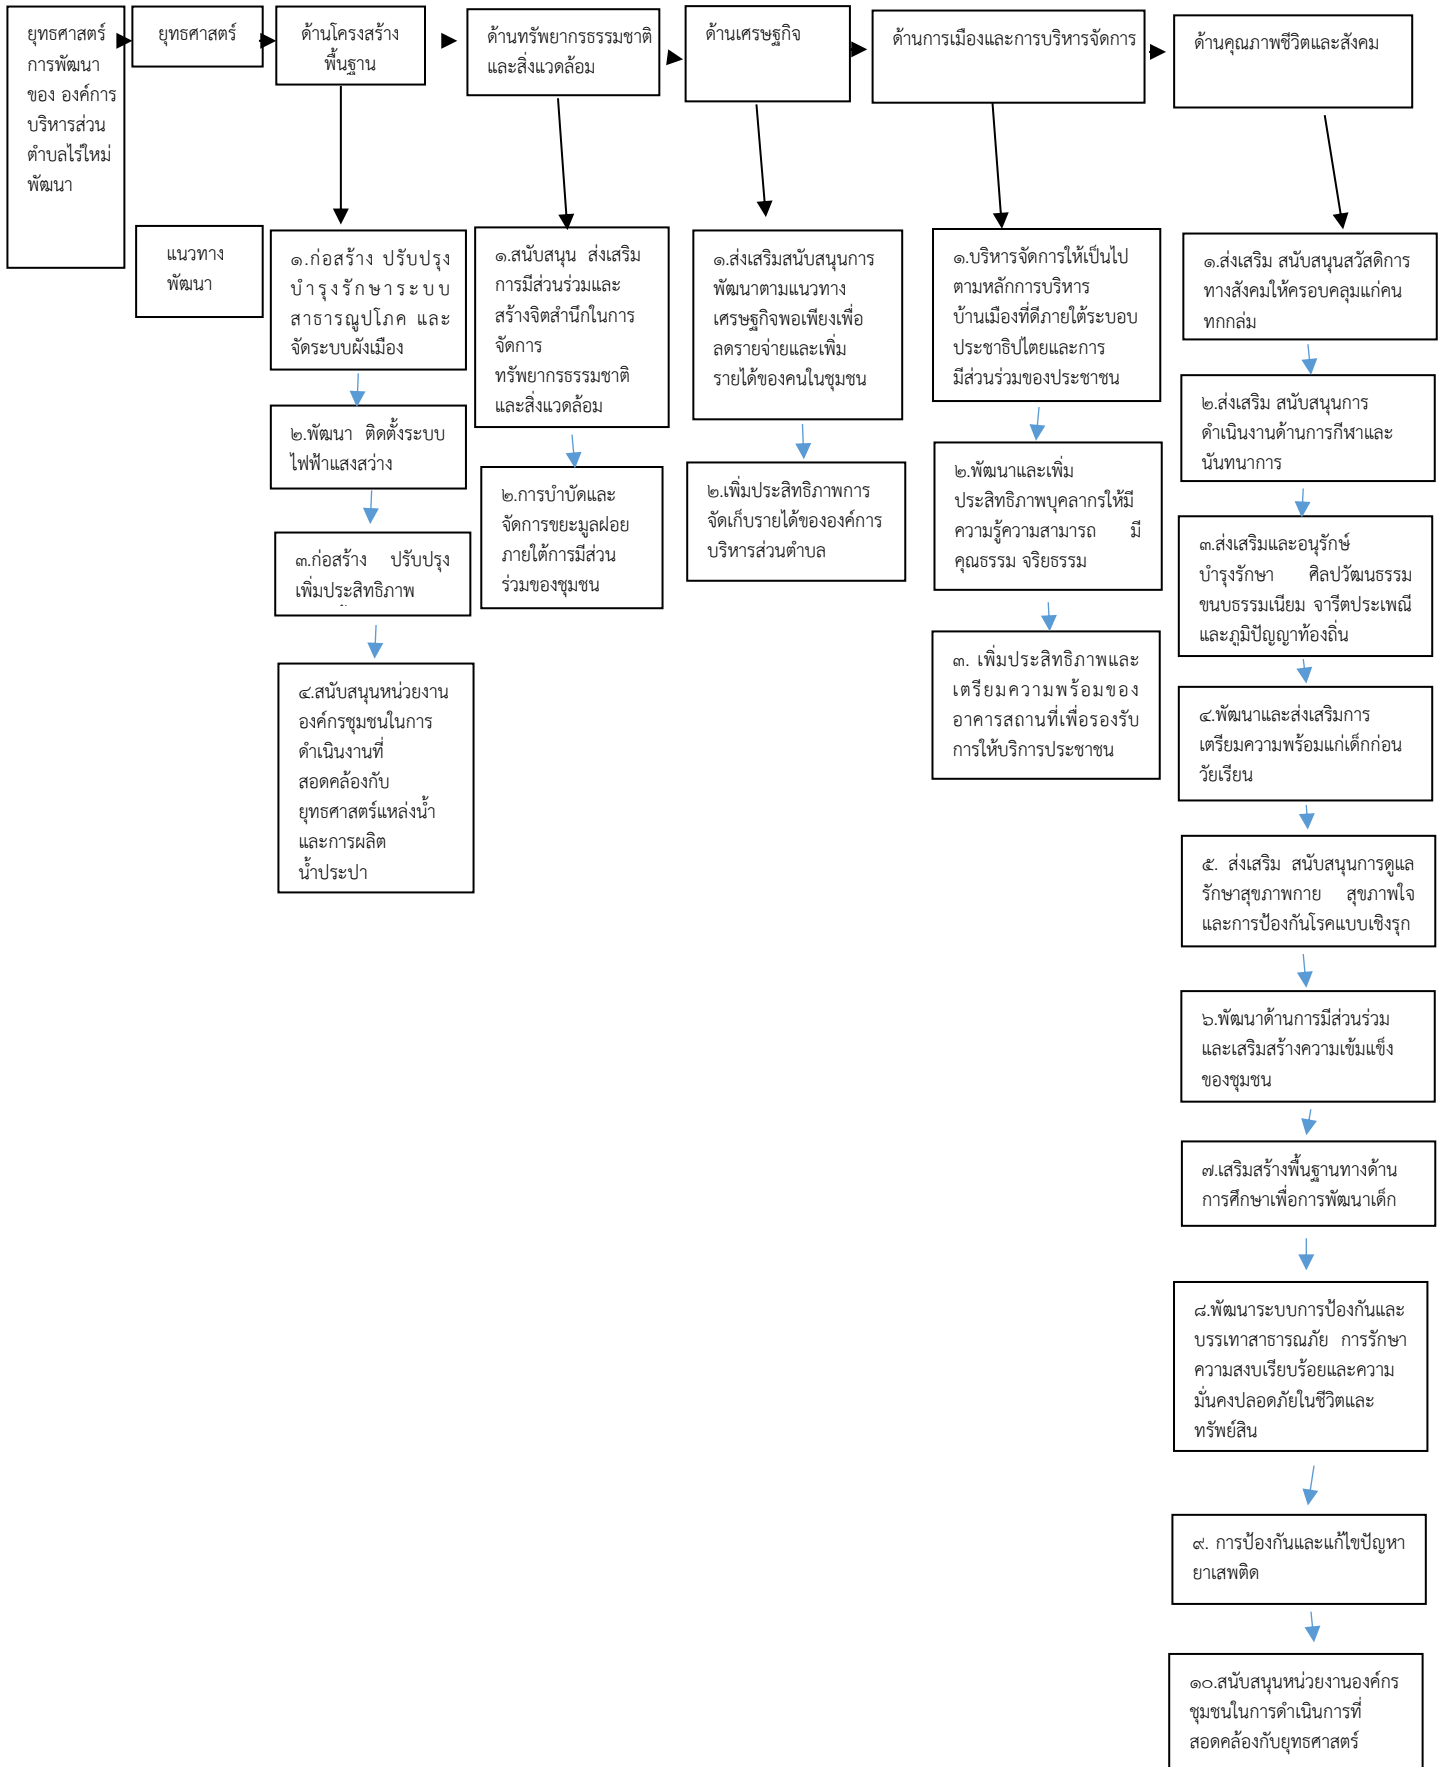 ยุทธศาสตร์
การพัฒนา
ของ องค์การ
บริหารส่วน
ตำบลไร่ใหม่
พัฒนา
ยุทธศาสตร์
ด้านโครงสร้าง
พื้นฐาน
ด้านทรัพยากรธรรมชาติ
และสิ่งแวดล้อม
ด้านเศรษฐกิจ
ด้านการเมืองและการบริหารจัดการ
ด้านคุณภาพชีวิตและสังคม
แนวทาง
พัฒนา
๑.ก่อสร้าง ปรับปรุง
บำรุงรักษาระบบ
สาธารณูปโภค และ
จัดระบบผังเมือง
๒.พัฒนา ติดตั้งระบบ
ไฟฟ้าแสงสว่าง
๓.ก่อสร้าง ปรับปรุง
เพิ่มประสิทธิภาพ
๔.สนับสนุนหน่วยงาน
องค์กรชุมชนในการ
ดำเนินงานที่
สอดคล้องกับ
ยุทธศาสตร์แหล่งน้ำ
และการผลิต
น้ำประปา
๑.สนับสนุน ส่งเสริม
การมีส่วนร่วมและ
สร้างจิตสำนึกในการ
จัดการ
ทรัพยากรธรรมชาติ
และสิ่งแวดล้อม
๒.การบำบัดและ
จัดการขยะมูลฝอย
ภายใต้การมีส่วน
ร่วมของชุมชน
๑.ส่งเสริมสนับสนุนการ
พัฒนาตามแนวทาง
เศรษฐกิจพอเพียงเพื่อ
ลดรายจ่ายและเพิ่ม
รายได้ของคนในชุมชน
๒.เพิ่มประสิทธิภาพการ
จัดเก็บรายได้ขององค์การ
บริหารส่วนตำบล
๑.บริหารจัดการให้เป็นไป
ตามหลักการบริหาร
บ้านเมืองที่ดีภายใต้ระบอบ
ประชาธิปไตยและการ
มีส่วนร่วมของประชาชน
๒.พัฒนาและเพิ่ม
ประสิทธิภาพบุคลากรให้มี
ความรู้ความสามารถ มี
คุณธรรม จริยธรรม
๓. เพิ่มประสิทธิภาพและ
เตรียมความพร้อมของ
อาคารสถานที่เพื่อรองรับ
การให้บริการประชาชน
๑.ส่งเสริม สนับสนุนสวัสดิการ
ทางสังคมให้ครอบคลุมแก่คน
ทกกล่ม
๒.ส่งเสริม สนับสนุนการ
ดำเนินงานด้านการกีฬาและ
นันทนาการ
๓.ส่งเสริมและอนุรักษ์
บำรุงรักษา ศิลปวัฒนธรรม
ขนบธรรมเนียม จารีตประเพณี
และภูมิปัญญาท้องถิ่น
๔.พัฒนาและส่งเสริมการ
เตรียมความพร้อมแก่เด็กก่อน
วัยเรียน
๕. ส่งเสริม สนับสนุนการดูแล
รักษาสุขภาพกาย สุขภาพใจ
และการป้องกันโรคแบบเชิงรุก
๖.พัฒนาด้านการมีส่วนร่วม
และเสริมสร้างความเข้มแข็ง
ของชุมชน
๗.เสริมสร้างพื้นฐานทางด้าน
การศึกษาเพื่อการพัฒนาเด็ก
๘.พัฒนาระบบการป้องกันและ
บรรเทาสาธารณภัย การรักษา
ความสงบเรียบร้อยและความ
มั่นคงปลอดภัยในชีวิตและ
ทรัพย์สิน
๙. การป้องกันและแก้ไขปัญหา
ยาเสพติด
๑๐.สนับสนุนหน่วยงานองค์กร
ชุมชนในการดำเนินการที่
สอดคล้องกับยุทธศาสตร์